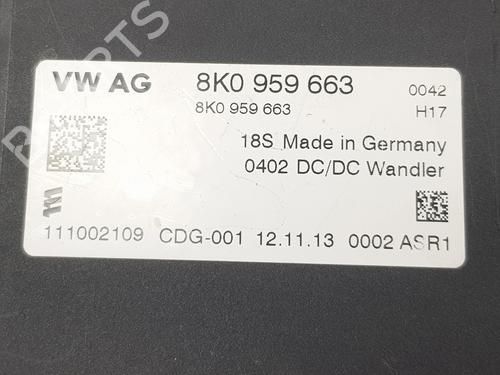 VW AG 8K0 959 663 0042
8K0 959 663 H17
18S Made in Germany
0402 DC/DC Wandler
111002109 CDG-001 12.11.13 0002 ASR1
PARTS